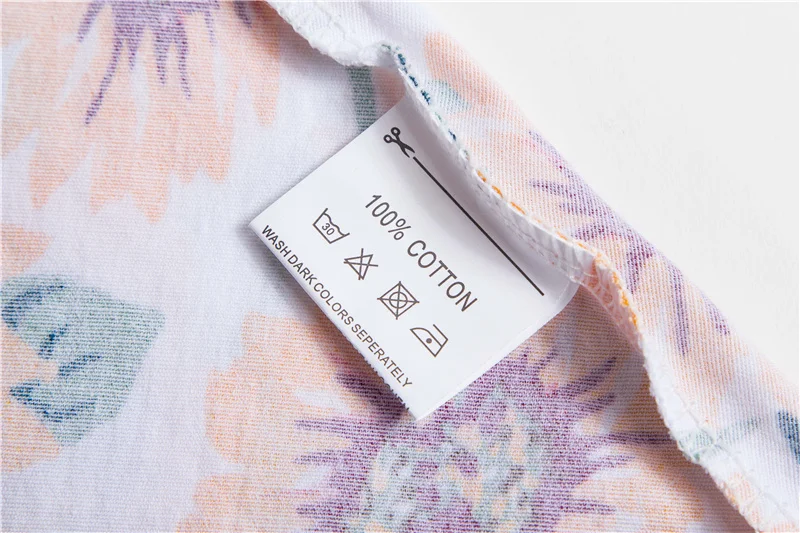 100% COTTON
30
WASH DARK COLORS SEPERATELY